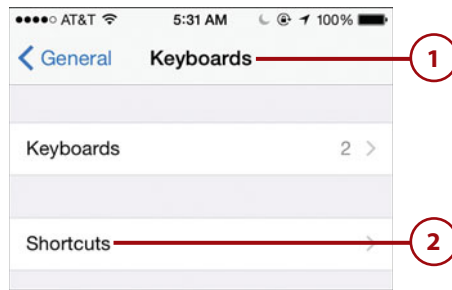 AT&T 5:31 AM 100%
General Keyboards 1
Keyboards 2
Shortcuts 2